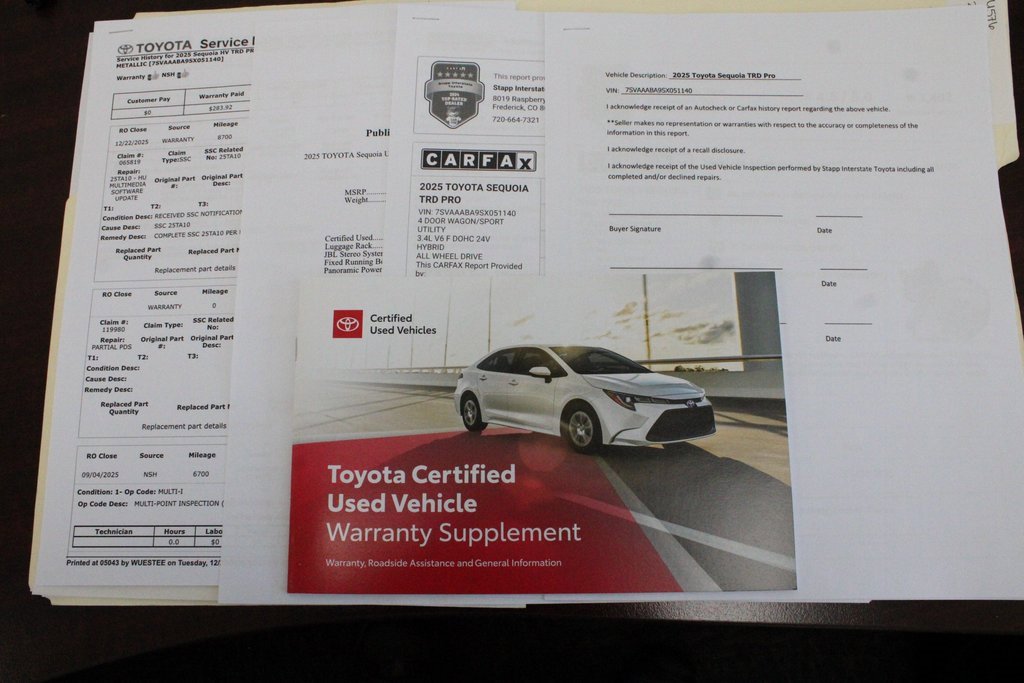 TOYOTA Service
Service History for 2025 Sequoia HV TRD PR
METALLIC [7SVAAABA9SX051140]
Warranty NSH
Customer Pay Warranty Paid
$0 $283.92
RO Close Source Mileage
12/22/2025 WARRANTY 8700
Claim #: 065819 Claim Type:SSC SSC Related No: 25TA10
Repair: 25TA10 - HU MULTIMEDIA SOFTWARE UPDATE Original Part #: Original Part Desc:
T1: T2: T3:
Condition Desc: RECEIVED SSC NOTIFICATION
Cause Desc: SSC 25TA10
Remedy Desc: COMPLETE SSC 25TA10 PER
Replaced Part Quantity Replaced Part
Replacement part details
RO Close Source Mileage
WARRANTY 0
Claim #: 119980 Claim Type: SSC Related No:
Repair: PARTIAL PDS Original Part #: Original Part Desc:
T1: T2: T3:
Condition Desc:
Cause Desc:
Remedy Desc:
Replaced Part Quantity Replaced Part
Replacement part details
RO Close Source Mileage
09/04/2025 NSH 6700
Condition: 1- Op Code: MULTI-I
Op Code Desc: MULTI-POINT INSPECTION (
Technician Hours Labo
0.0 $0
Printed at 05043 by WUESTEE on Tuesday, 12/
Publi
2025 TOYOTA Sequoia
MSRP
Weight
Certified Used
Luggage Rack
JBL Stereo System
Fixed Running
Panoramic Power
This report pro
Stapp Interstat
8019 Raspberry
Frederick, CO 8
720-664-7321
CARFAX
2025 TOYOTA SEQUOIA
TRD PRO
VIN: 7SVAAABA9SX051140
4 DOOR WAGON/SPORT
UTILITY
3.4L V6 F DOHC 24V
HYBRID
ALL WHEEL DRIVE
This CARFAX Report Provided
by:
Vehicle Description: 2025 Toyota Sequoia TRD Pro
VIN: 7SVAAABA9SX051140
I acknowledge receipt of an Autocheck or Carfax history report regarding the above vehicle.
**Seller makes no representation or warranties with respect to the accuracy or completeness of the
information in this report.
I acknowledge receipt of a recall disclosure.
I acknowledge receipt of the Used Vehicle Inspection performed by Stapp Interstate Toyota including all
completed and/or declined repairs.
Buyer Signature Date
Date
Date
Certified
Used Vehicles
Toyota Certified
Used Vehicle
Warranty Supplement
Warranty, Roadside Assistance and General Information